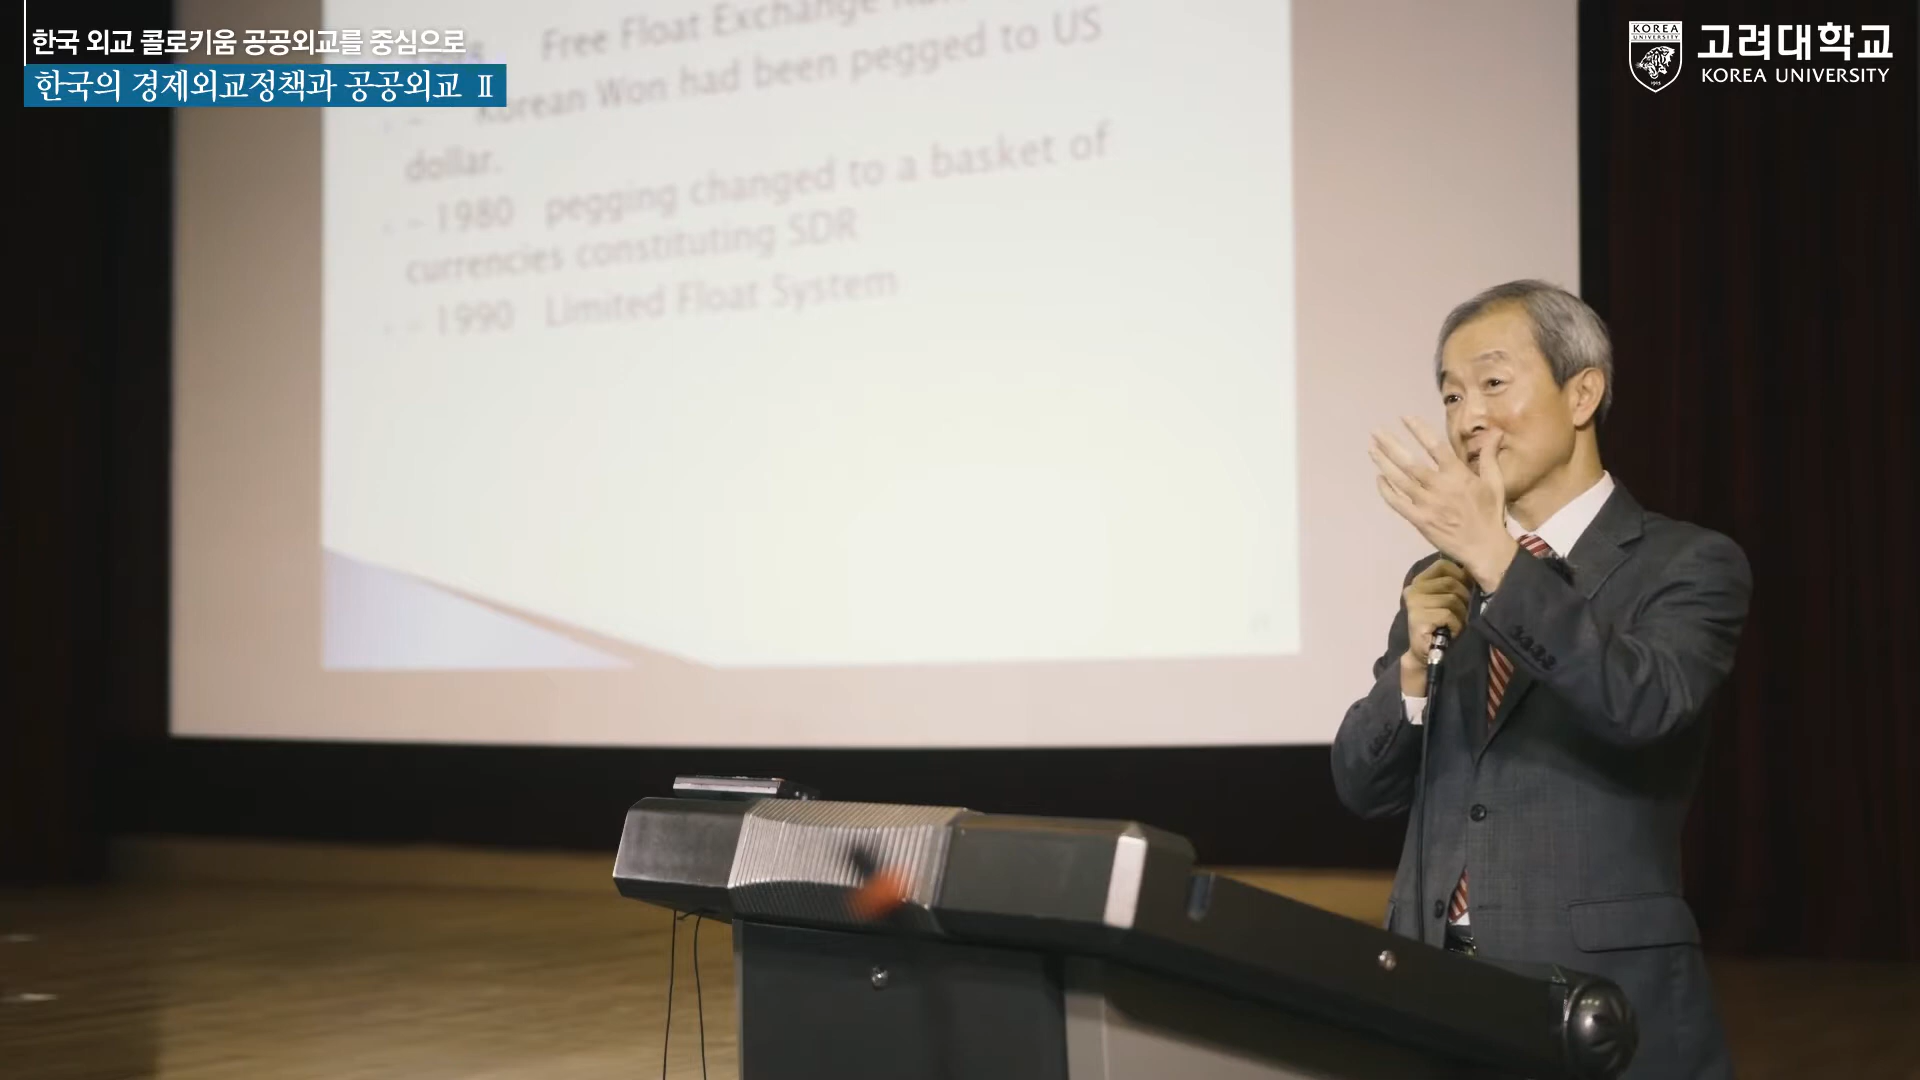 한국 외교 콜로키움 공공외교를 중심으로
한국의 경제외교정책과 공공외교 Ⅱ
KOREA
UNIVERSITY
1905
고려대학교
KOREA UNIVERSITY
Free Float Exchange
- Korean Won had been pegged to US
dollar.
- 1980 pegging changed to a basket of
currencies constituting SDR
- 1990 Limited Float System